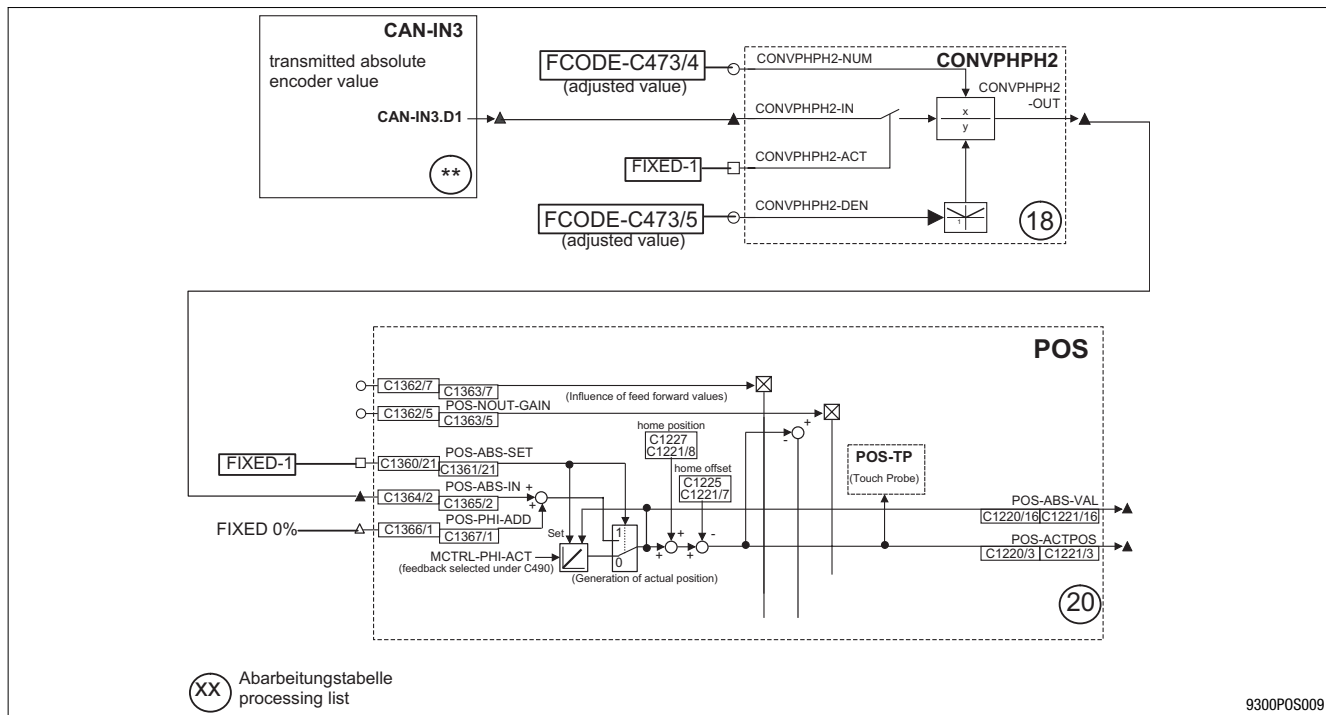 CAN-IN3
transmitted absolute
encoder value
CAN-IN3.D1
**
FCODE-C473/4
(adjusted value)
CONVPHPH2-NUM
CONVPHPH2
CONVPHPH2
-OUT
CONVPHPH2-IN
x
y
FIXED-1
CONVPHPH2-ACT
FCODE-C473/5
(adjusted value)
CONVPHPH2-DEN
1
18
POS
C1362/7
C1363/7
(Influence of feed forward values)
C1362/5
POS-NOUT-GAIN
C1363/5
+
-
home position
C1227
C1221/8
home offset
C1225
C1221/7
POS-TP
(Touch Probe)
FIXED-1
C1360/21
POS-ABS-SET
C1361/21
C1364/2
POS-ABS-IN +
C1365/2
+
FIXED 0%
C1366/1
POS-PHI-ADD
C1367/1
Set
1
0
MCTRL-PHI-ACT
(feedback selected under C490)
(Generation of actual position)
+
+
-
+
POS-ABS-VAL
C1220/16 C1221/16
POS-ACTPOS
C1220/3 C1221/3
20
XX
Abarbeitungstabelle
processing list
9300POS009